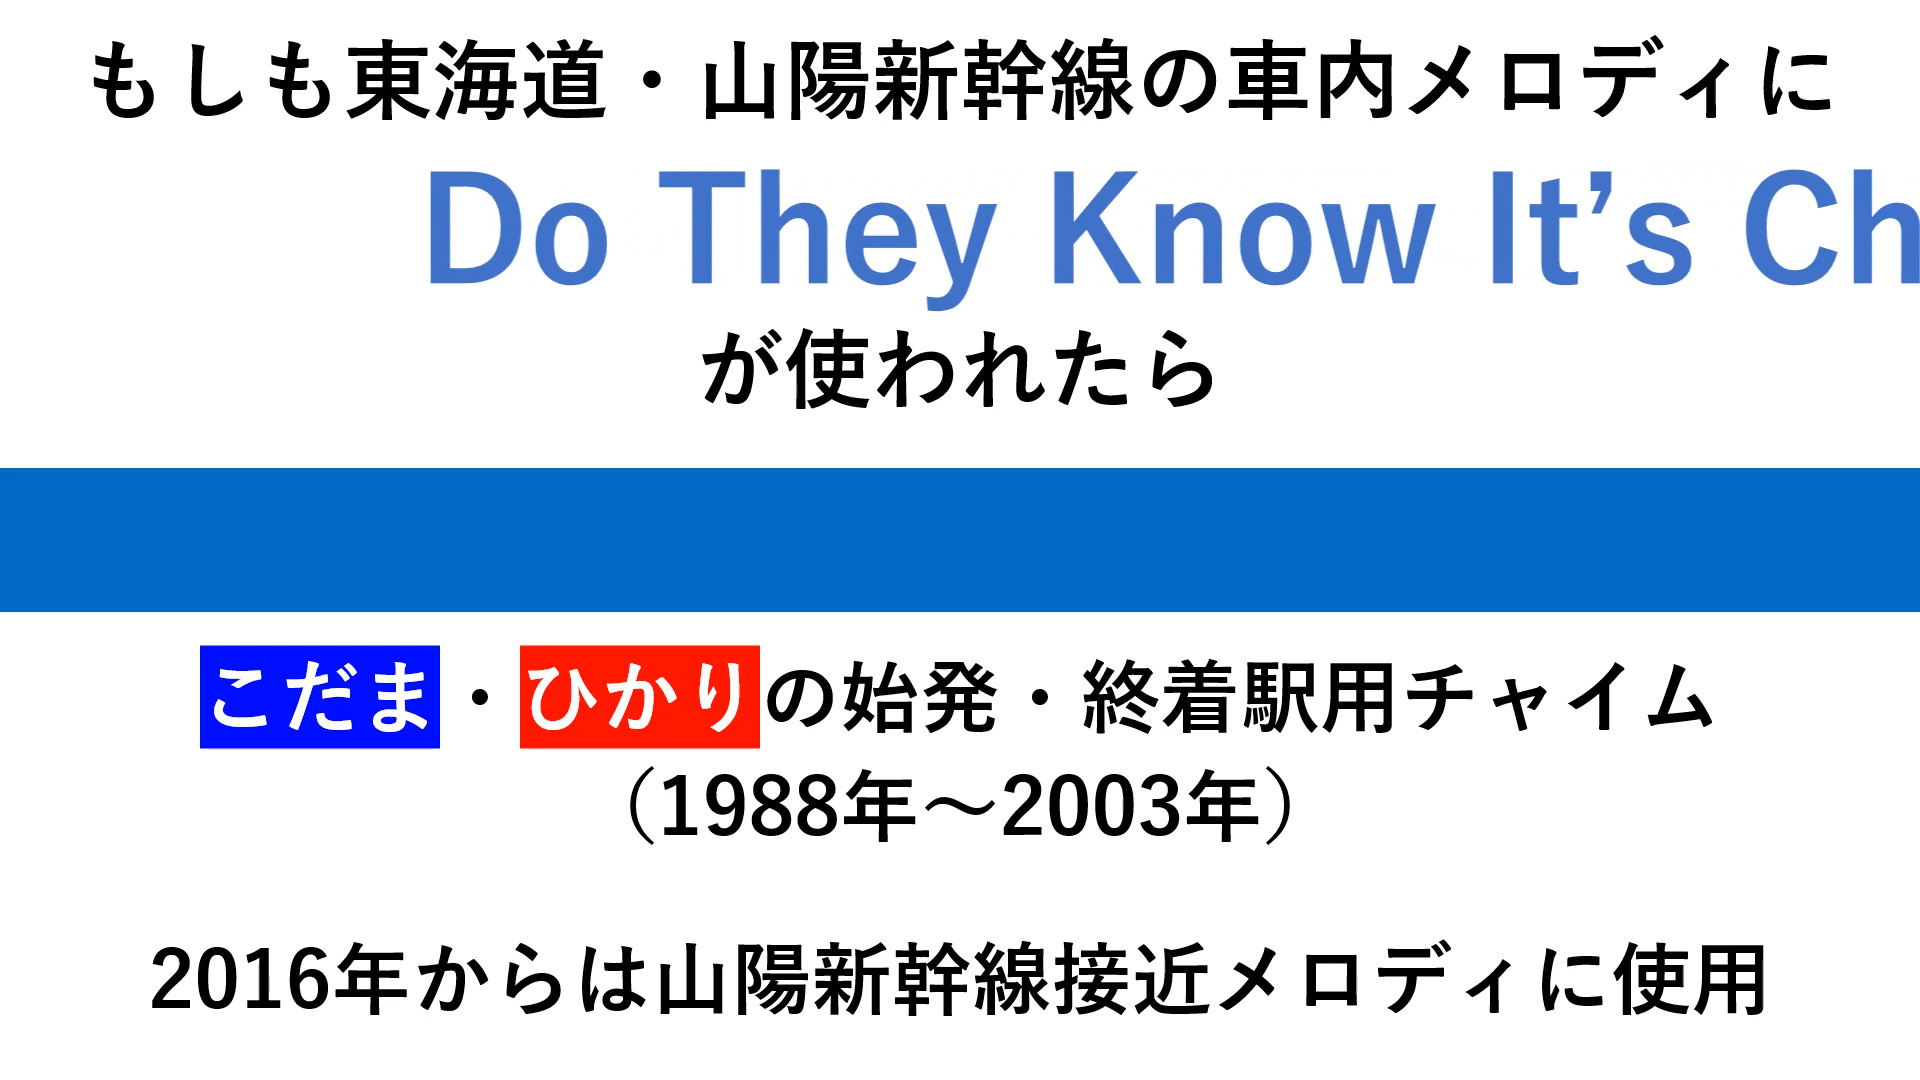 もしも東海道・山陽新幹線の車内メロディに
Do They Know It’s Ch
が使われたら
こだま・ひかりの始発・終着駅用チャイム
（1988年～2003年）
2016年からは山陽新幹線接近メロディに使用